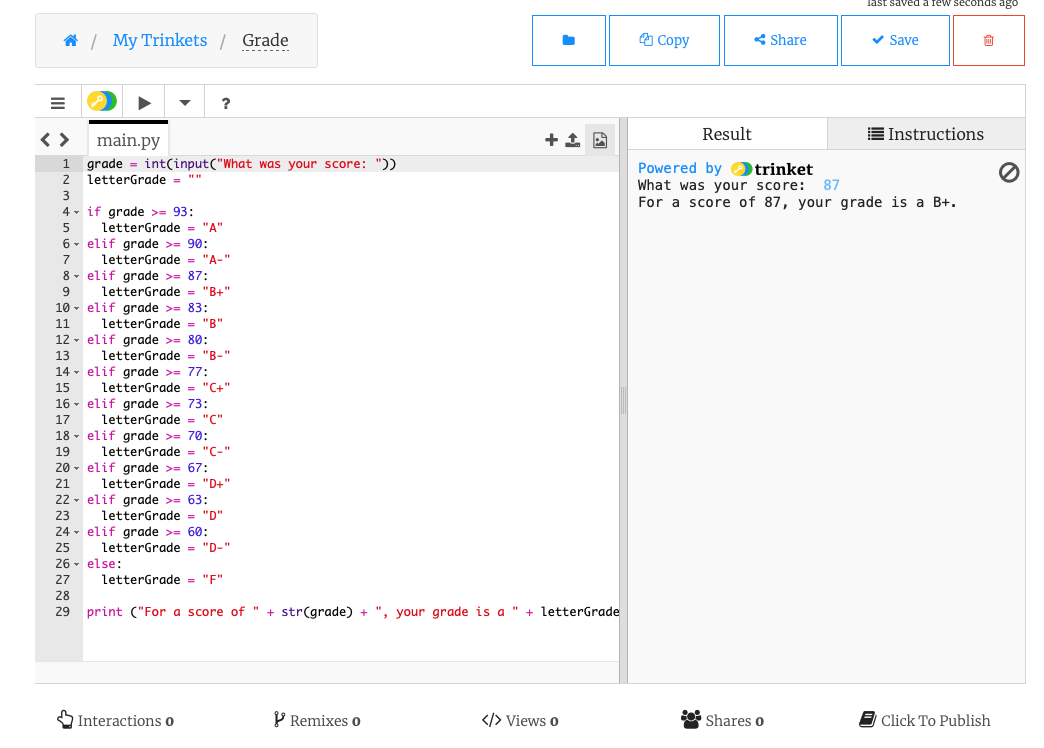 last saved a few seconds ago
/ My Trinkets / Grade
Copy
Share
Save
?
main.py
1 grade = int(input("What was your score: "))
2 letterGrade = ""
3
4 if grade >= 93:
5 letterGrade = "A"
6 elif grade >= 90:
7 letterGrade = "A-"
8 elif grade >= 87:
9 letterGrade = "B+"
10 elif grade >= 83:
11 letterGrade = "B"
12 elif grade >= 80:
13 letterGrade = "B-"
14 elif grade >= 77:
15 letterGrade = "C+"
16 elif grade >= 73:
17 letterGrade = "C"
18 elif grade >= 70:
19 letterGrade = "C-"
20 elif grade >= 67:
21 letterGrade = "D+"
22 elif grade >= 63:
23 letterGrade = "D"
24 elif grade >= 60:
25 letterGrade = "D-"
26 else:
27 letterGrade = "F"
28
29 print ("For a score of " + str(grade) + ", your grade is a " + letterGrade
Result
Instructions
Powered by trinket
What was your score: 87
For a score of 87, your grade is a B+.
Interactions 0
Remixes 0
</> Views 0
Shares 0
Click To Publish